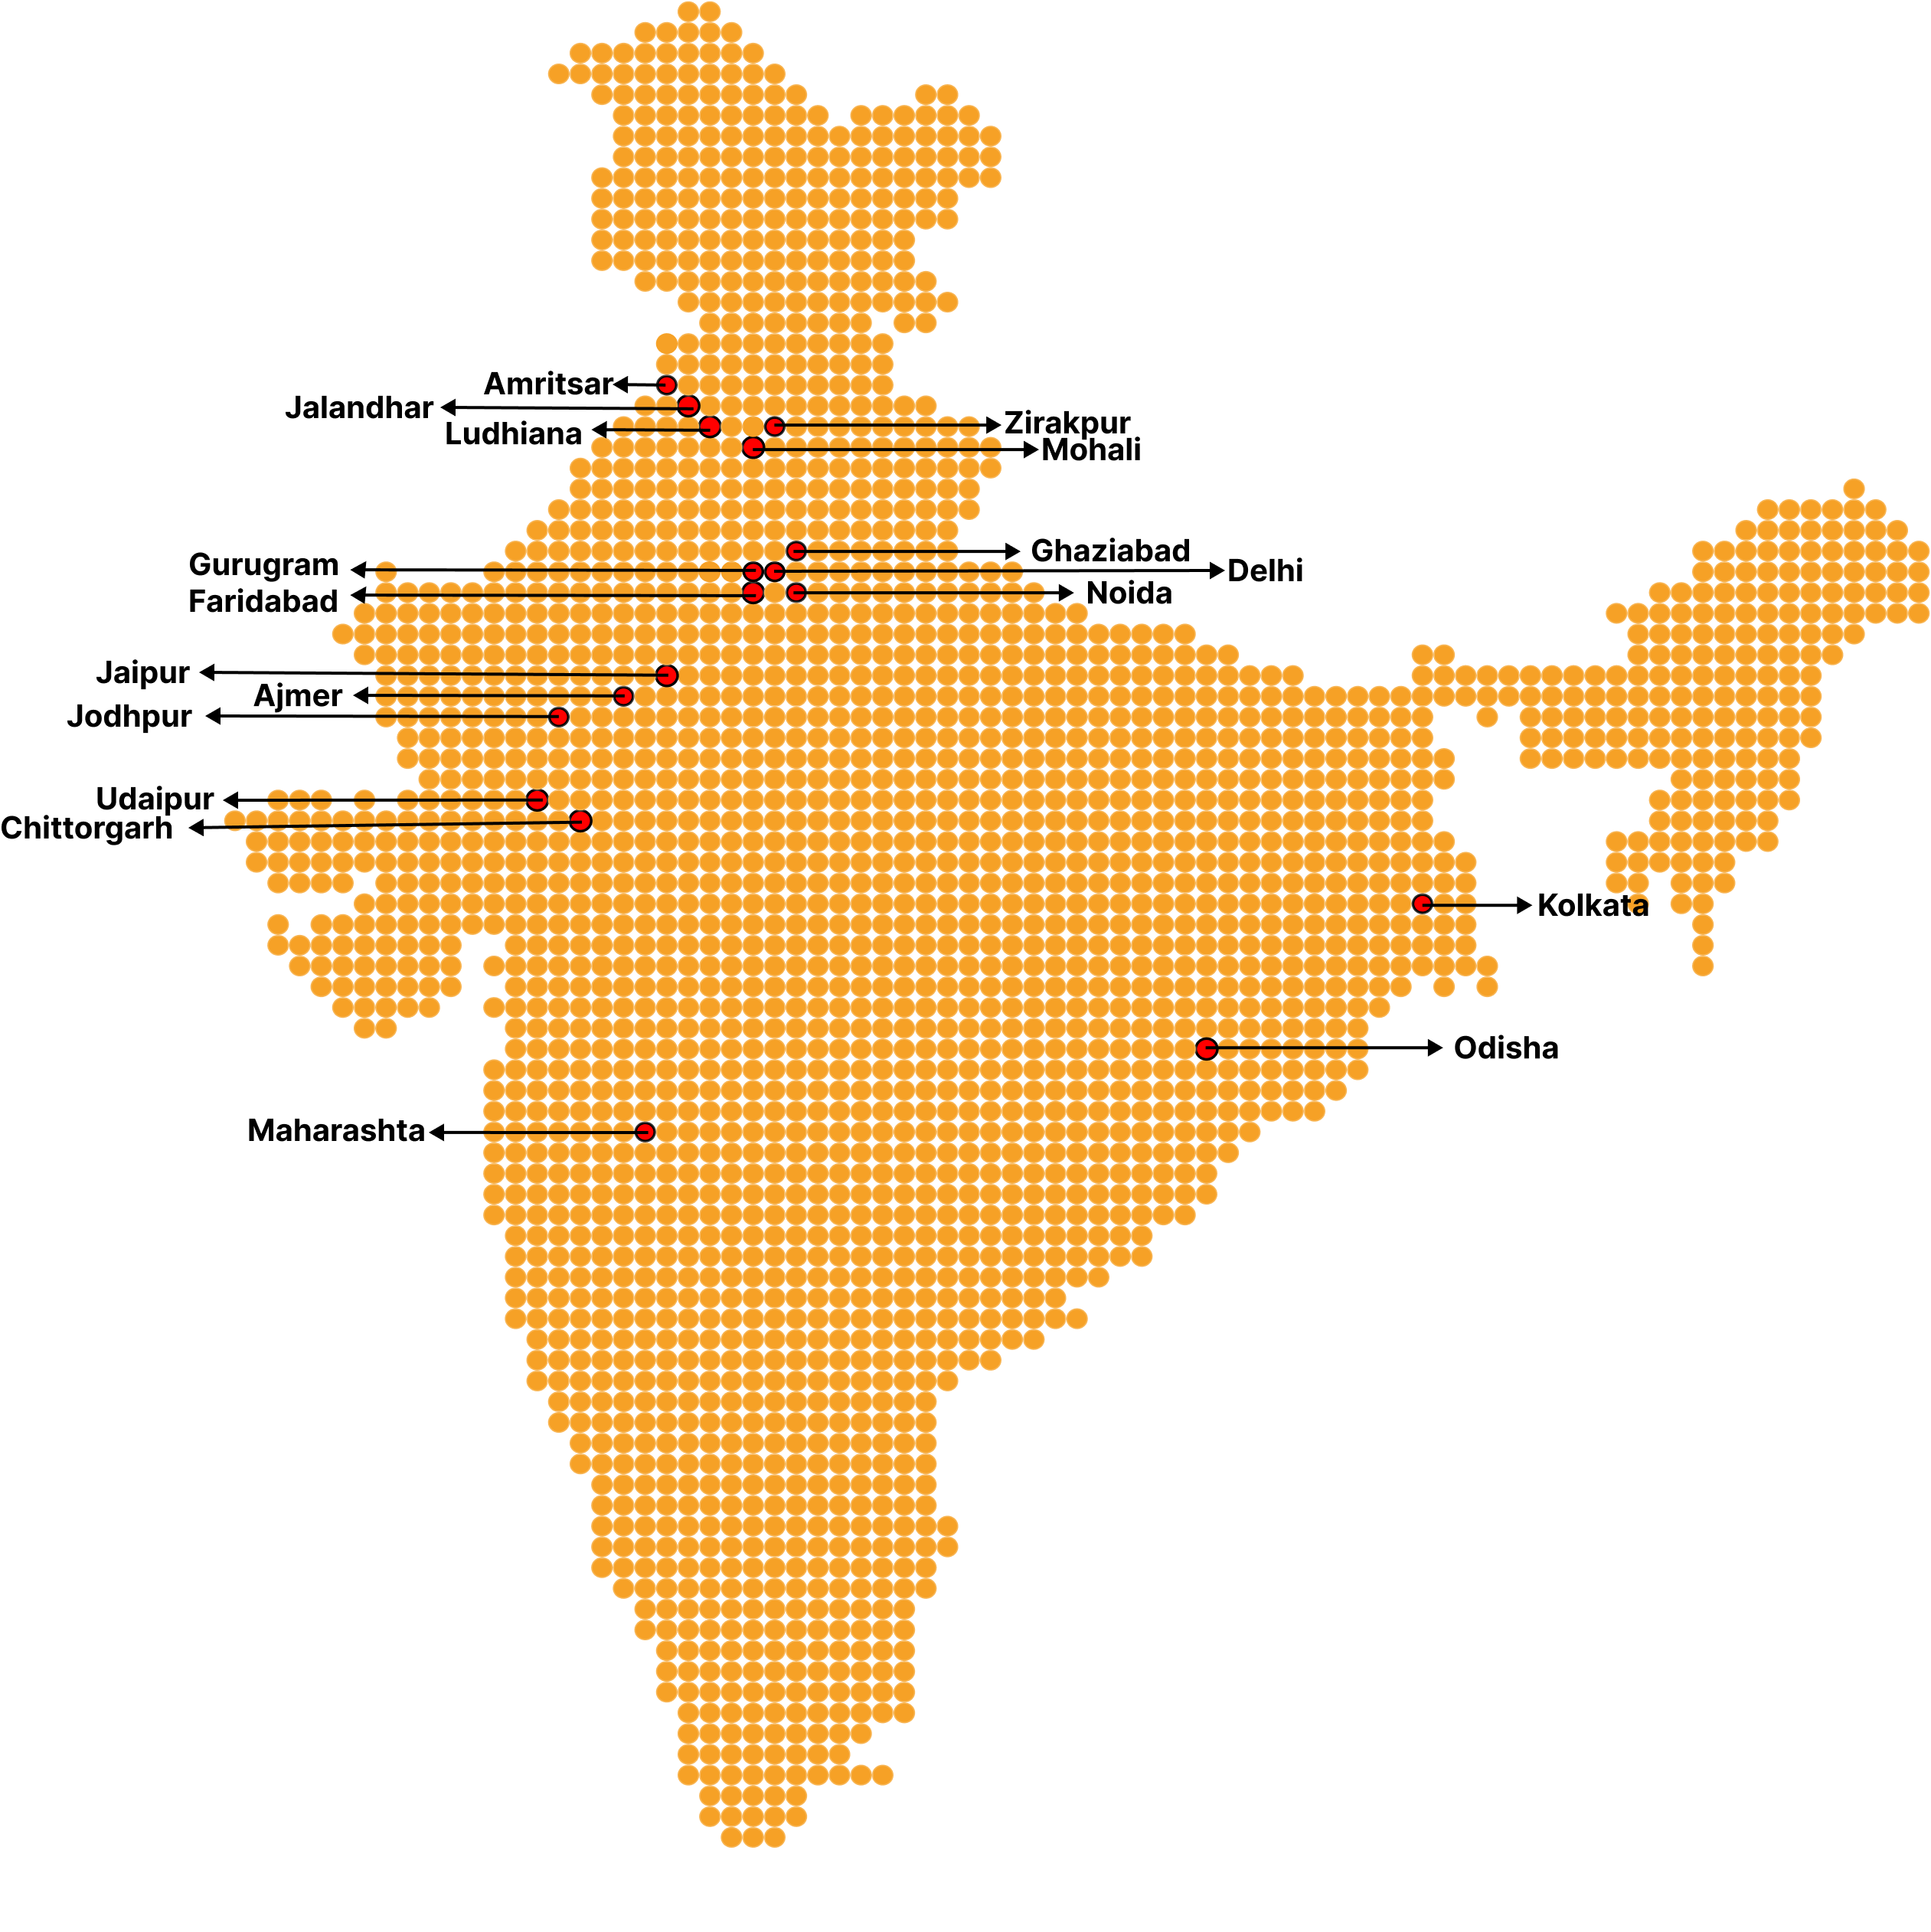 Amritsar
Jalandhar
Zirakpur
Ludhiana
Mohali
Ghaziabad
Gurugram
Delhi
Noida
Faridabad
Jaipur
Ajmer
Jodhpur
Udaipur
Chittorgarh
Kolkata
Odisha
Maharashta